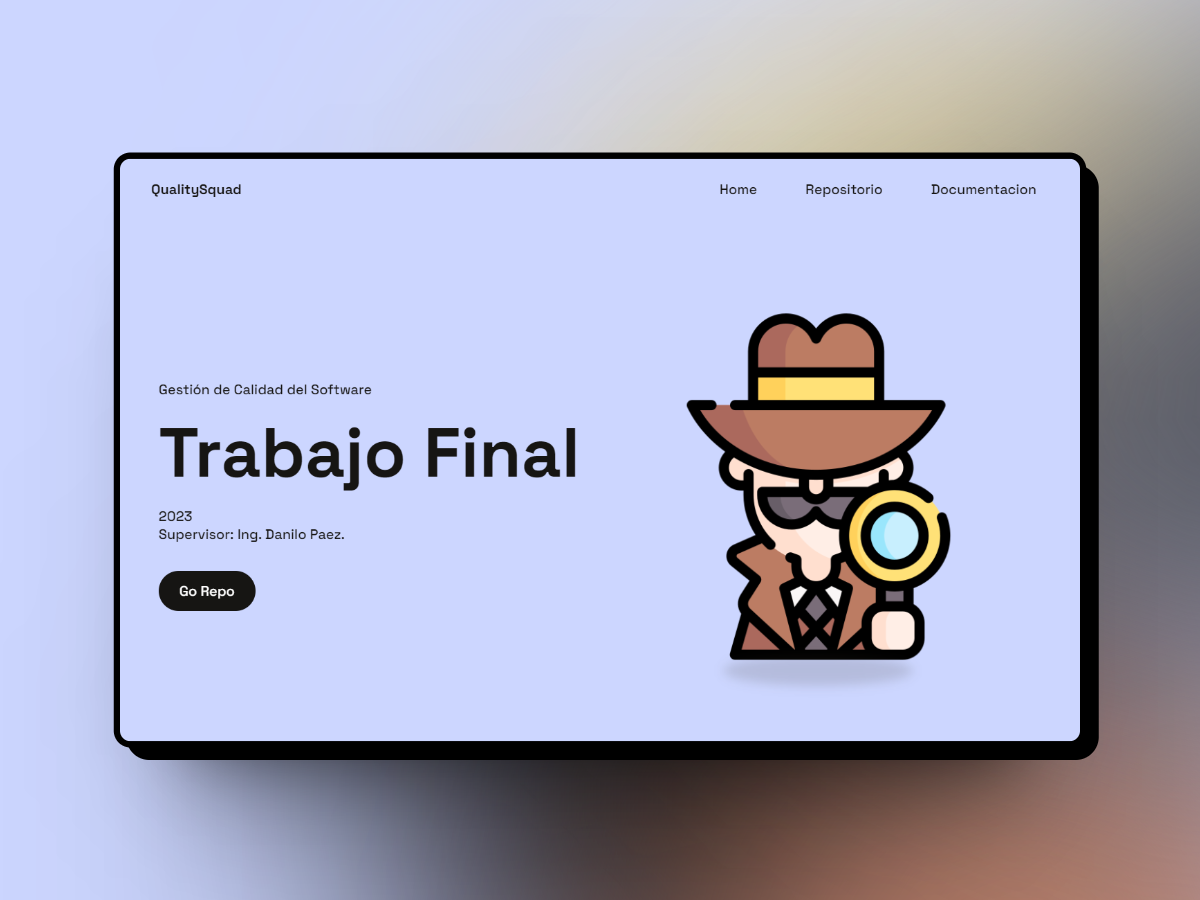 QualitySquad
Home Repositorio Documentacion
Gestión de Calidad del Software
Trabajo Final
2023
Supervisor: Ing. Danilo Paez.
Go Repo